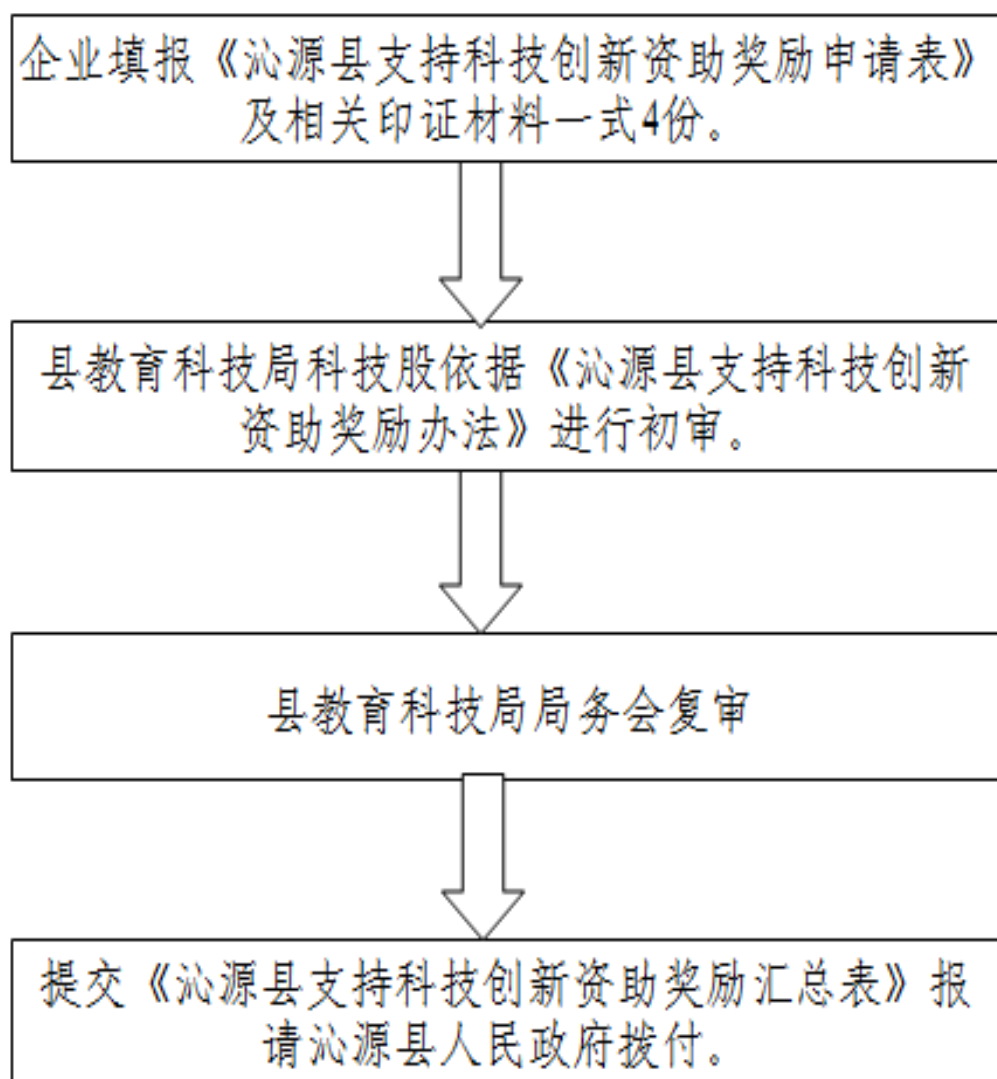 企业填报《沁源县支持科技创新资助奖励申请表》
及相关印证材料一式4份。
县教育科技局科技股依据《沁源县支持科技创新
资助奖励办法》进行初审。
县教育科技局局务会复审
提交《沁源县支持科技创新资助奖励汇总表》报
请沁源县人民政府拨付。